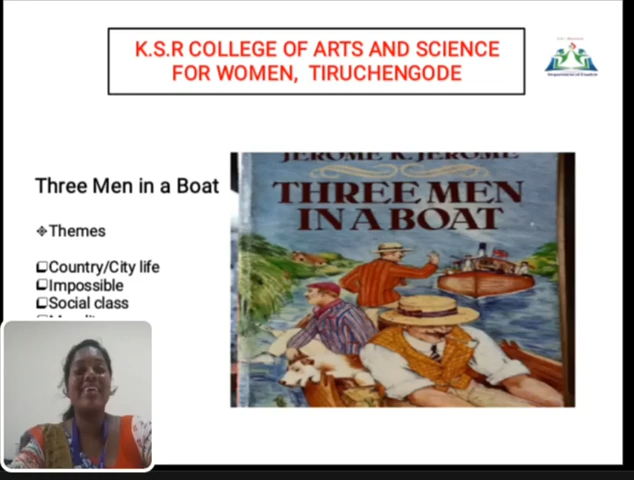 K.S.R COLLEGE OF ARTS AND SCIENCE
FOR WOMEN, TIRUCHENGODE
Three Men in a Boat
Themes
Country/City life
Impossible
Social class
JEROME K. JEROME
THREE MEN
IN A BOAT